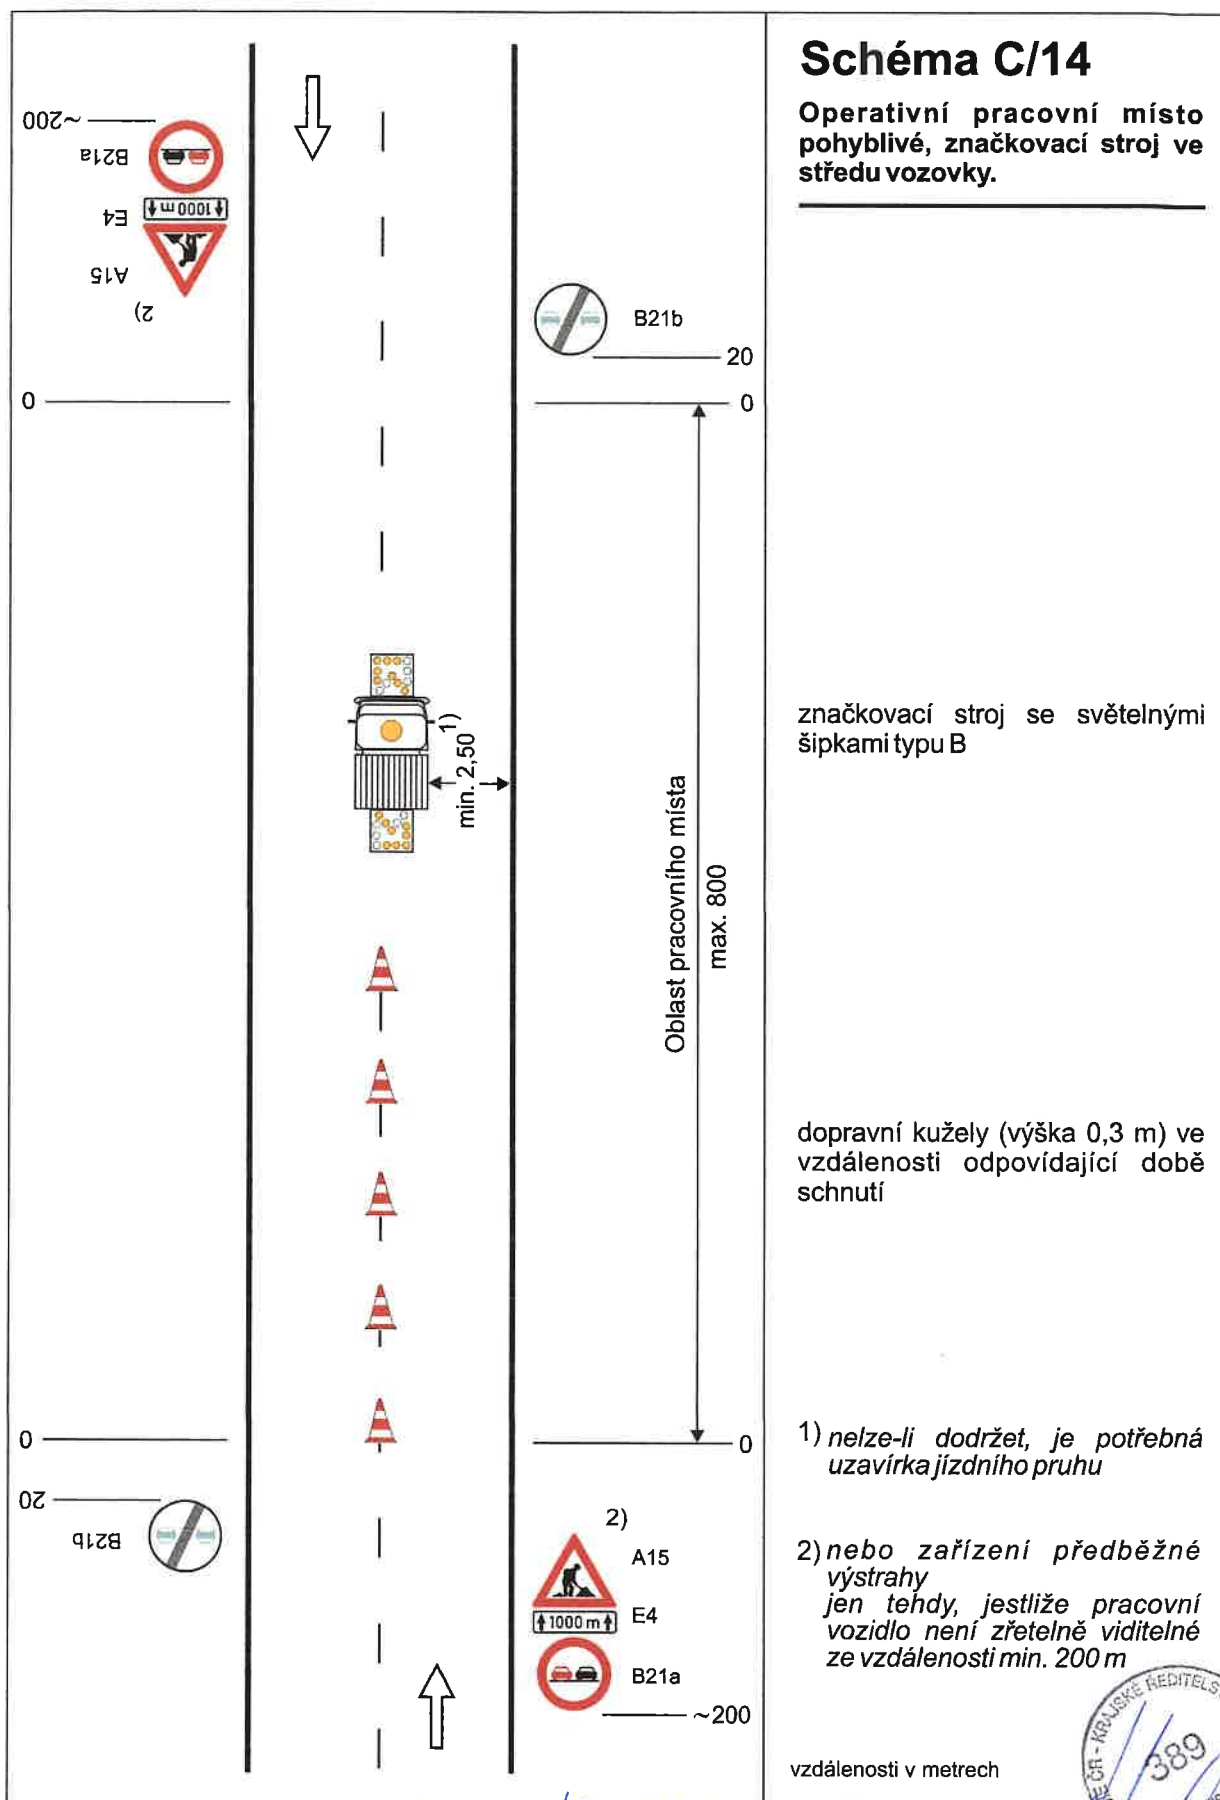 Schéma C/14
Operativní pracovní místo
pohyblivé, značkovací stroj ve
středu vozovky.
~200
B21a
1000 m
E4
A15
2)
B21b
20
0
0
1)
min. 2,50
značkovací stroj se světelnými
šipkami typu B
Oblast pracovního místa
max. 800
dopravní kužely (výška 0,3 m) ve
vzdálenosti odpovídající době
schnutí
0
0
20
B21b
1) nelze-li dodržet, je potřebná
uzavírka jízdního pruhu
2)
A15
1000 m
E4
B21a
~200
2) nebo zařízení předběžné
výstrahy
jen tehdy, jestliže pracovní
vozidlo není zřetelně viditelné
ze vzdálenosti min. 200 m
vzdálenosti v metrech
ČR - KRAJSKÉ ŘEDITELS
389